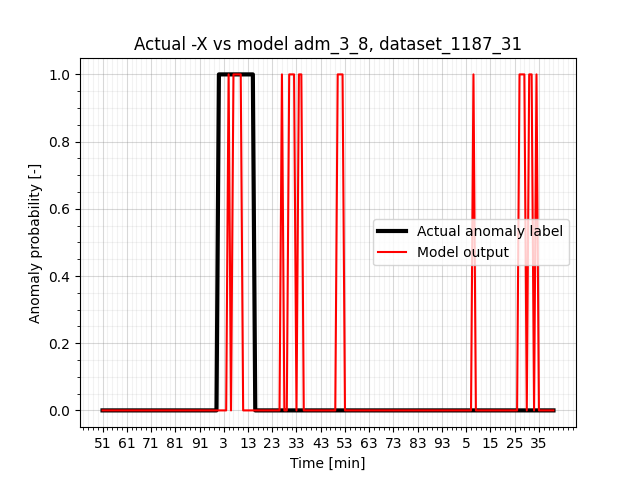 Actual -X vs model adm_3_8, dataset_1187_31
Anomaly probability [-]
1.0
0.8
0.6
0.4
0.2
0.0
Actual anomaly label
Model output
51 61 71 81 91 3 13 23 33 43 53 63 73 83 93 5 15 25 35
Time [min]